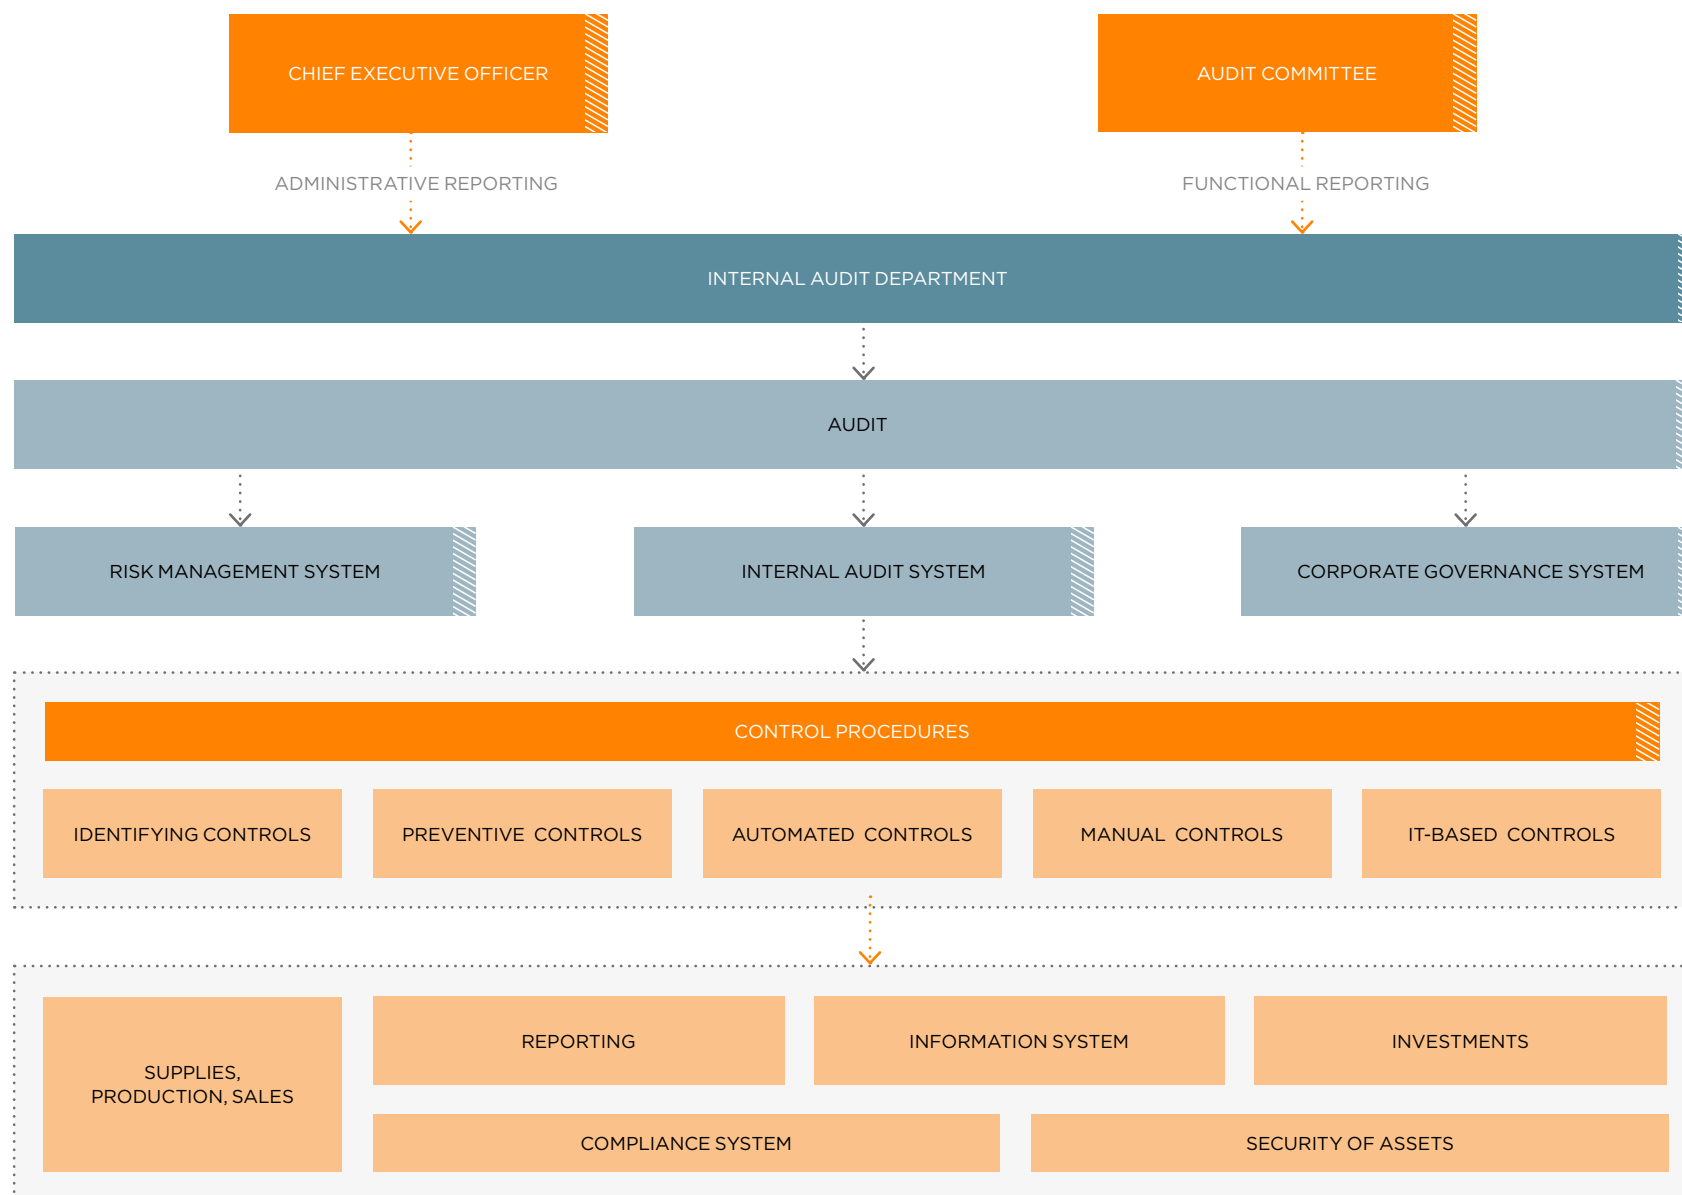 CHIEF EXECUTIVE OFFICER
AUDIT COMMITTEE
ADMINISTRATIVE REPORTING
FUNCTIONAL REPORTING
INTERNAL AUDIT DEPARTMENT
AUDIT
RISK MANAGEMENT SYSTEM
INTERNAL AUDIT SYSTEM
CORPORATE GOVERNANCE SYSTEM
CONTROL PROCEDURES
IDENTIFYING CONTROLS
PREVENTIVE CONTROLS
AUTOMATED CONTROLS
MANUAL CONTROLS
IT-BASED CONTROLS
SUPPLIES,
PRODUCTION, SALES
REPORTING
INFORMATION SYSTEM
INVESTMENTS
COMPLIANCE SYSTEM
SECURITY OF ASSETS